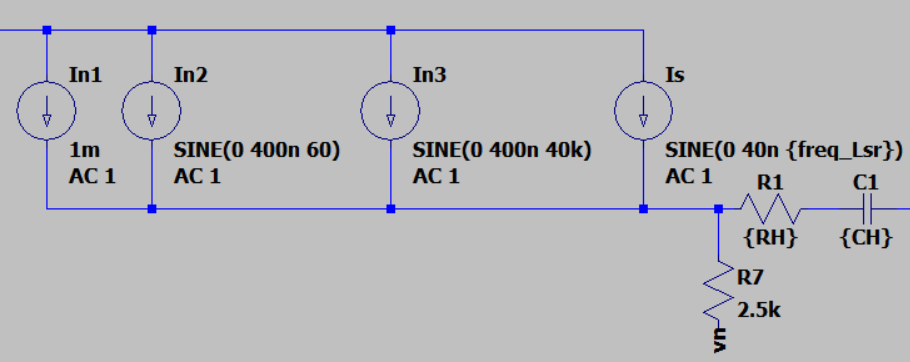 In1
In2
In3
Is
1m
AC 1
SINE(0 400n 60)
AC 1
SINE(0 400n 40k)
AC 1
SINE(0 40n {freq_Lsr})
AC 1
R1
C1
{RH}
{CH}
R7
2.5k
vn